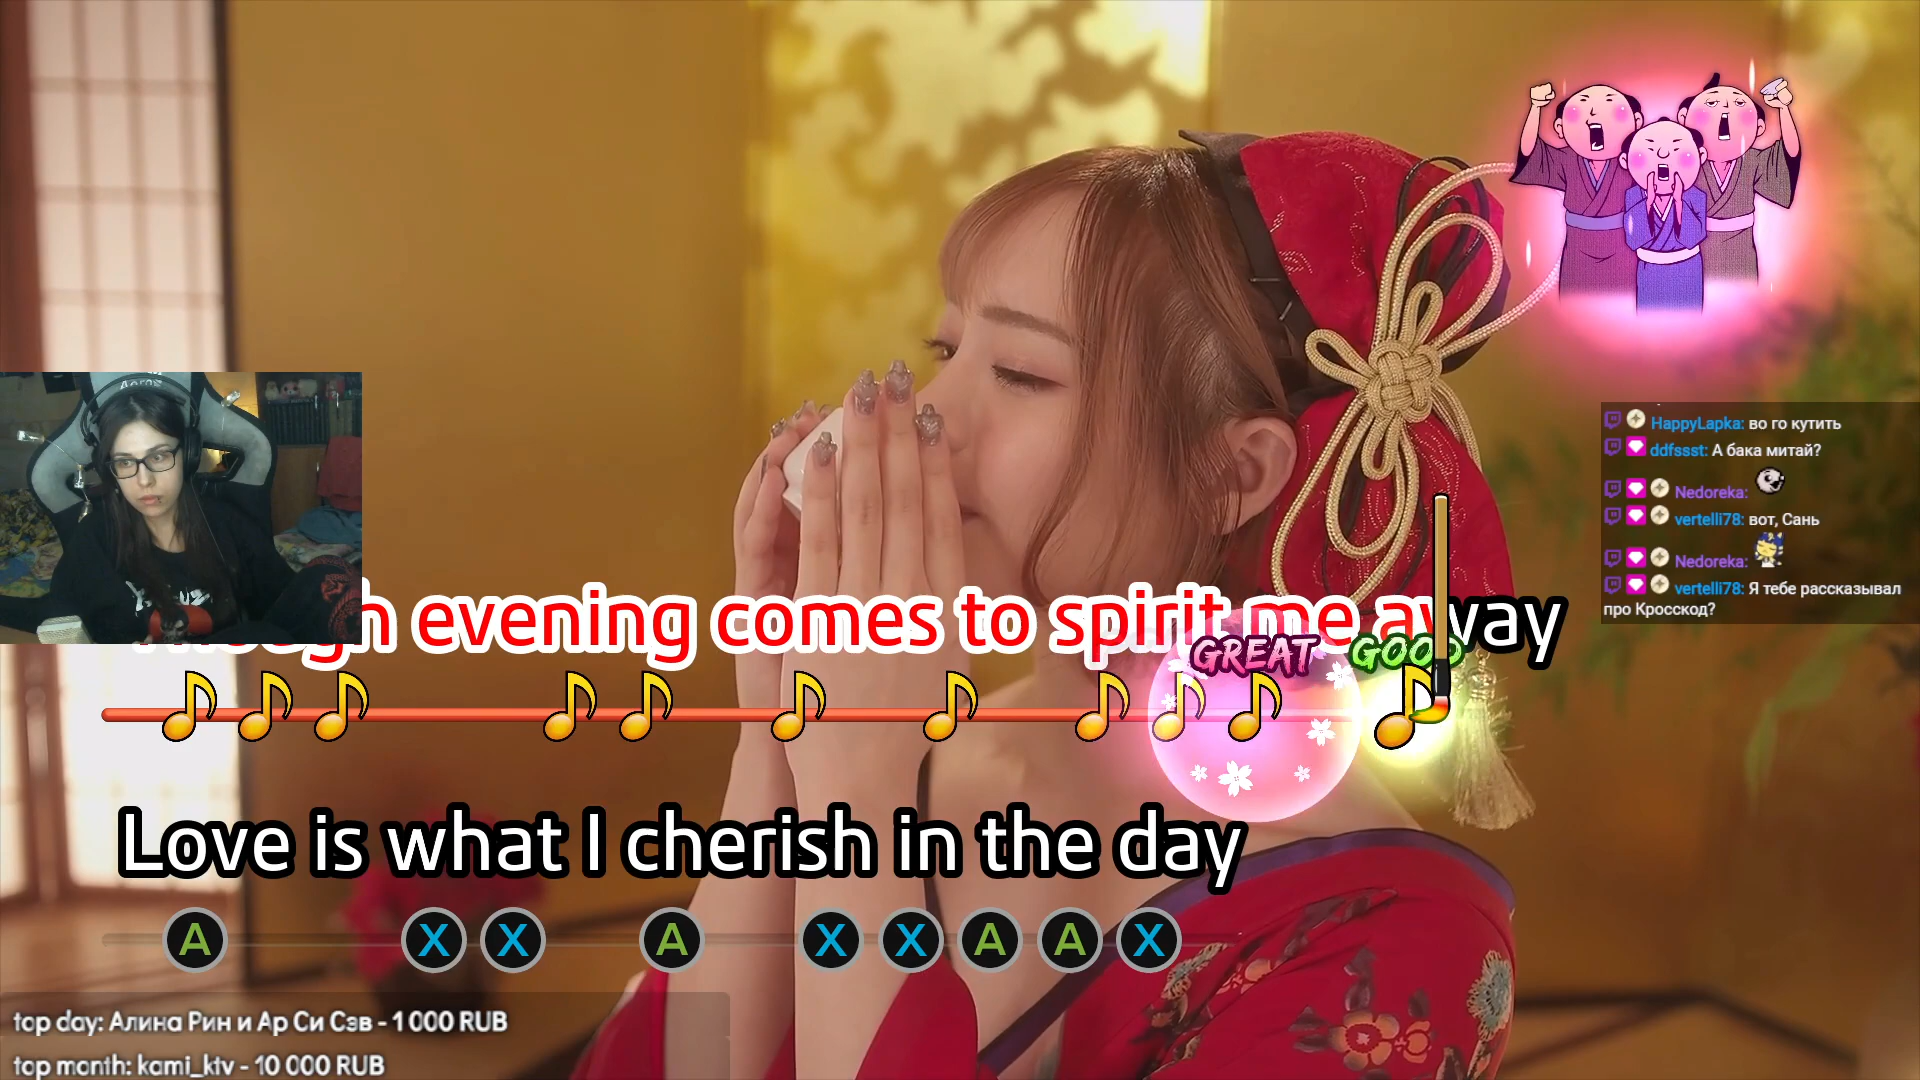 HappyLapka: во го кутить
ddfssst: А бака митай?
Nedoreka:
vertelli78: вот, Сань
Nedoreka:
vertelli78: Я тебе рассказывал
про Кросскод?
evening comes to spirit me away
GREAT GOOD
Love is what I cherish in the day
A X X A X X A A X
top day: Алина Рин и Ар Си Сэв - 1 000 RUB
top month: kami_ktv - 10 000 RUB